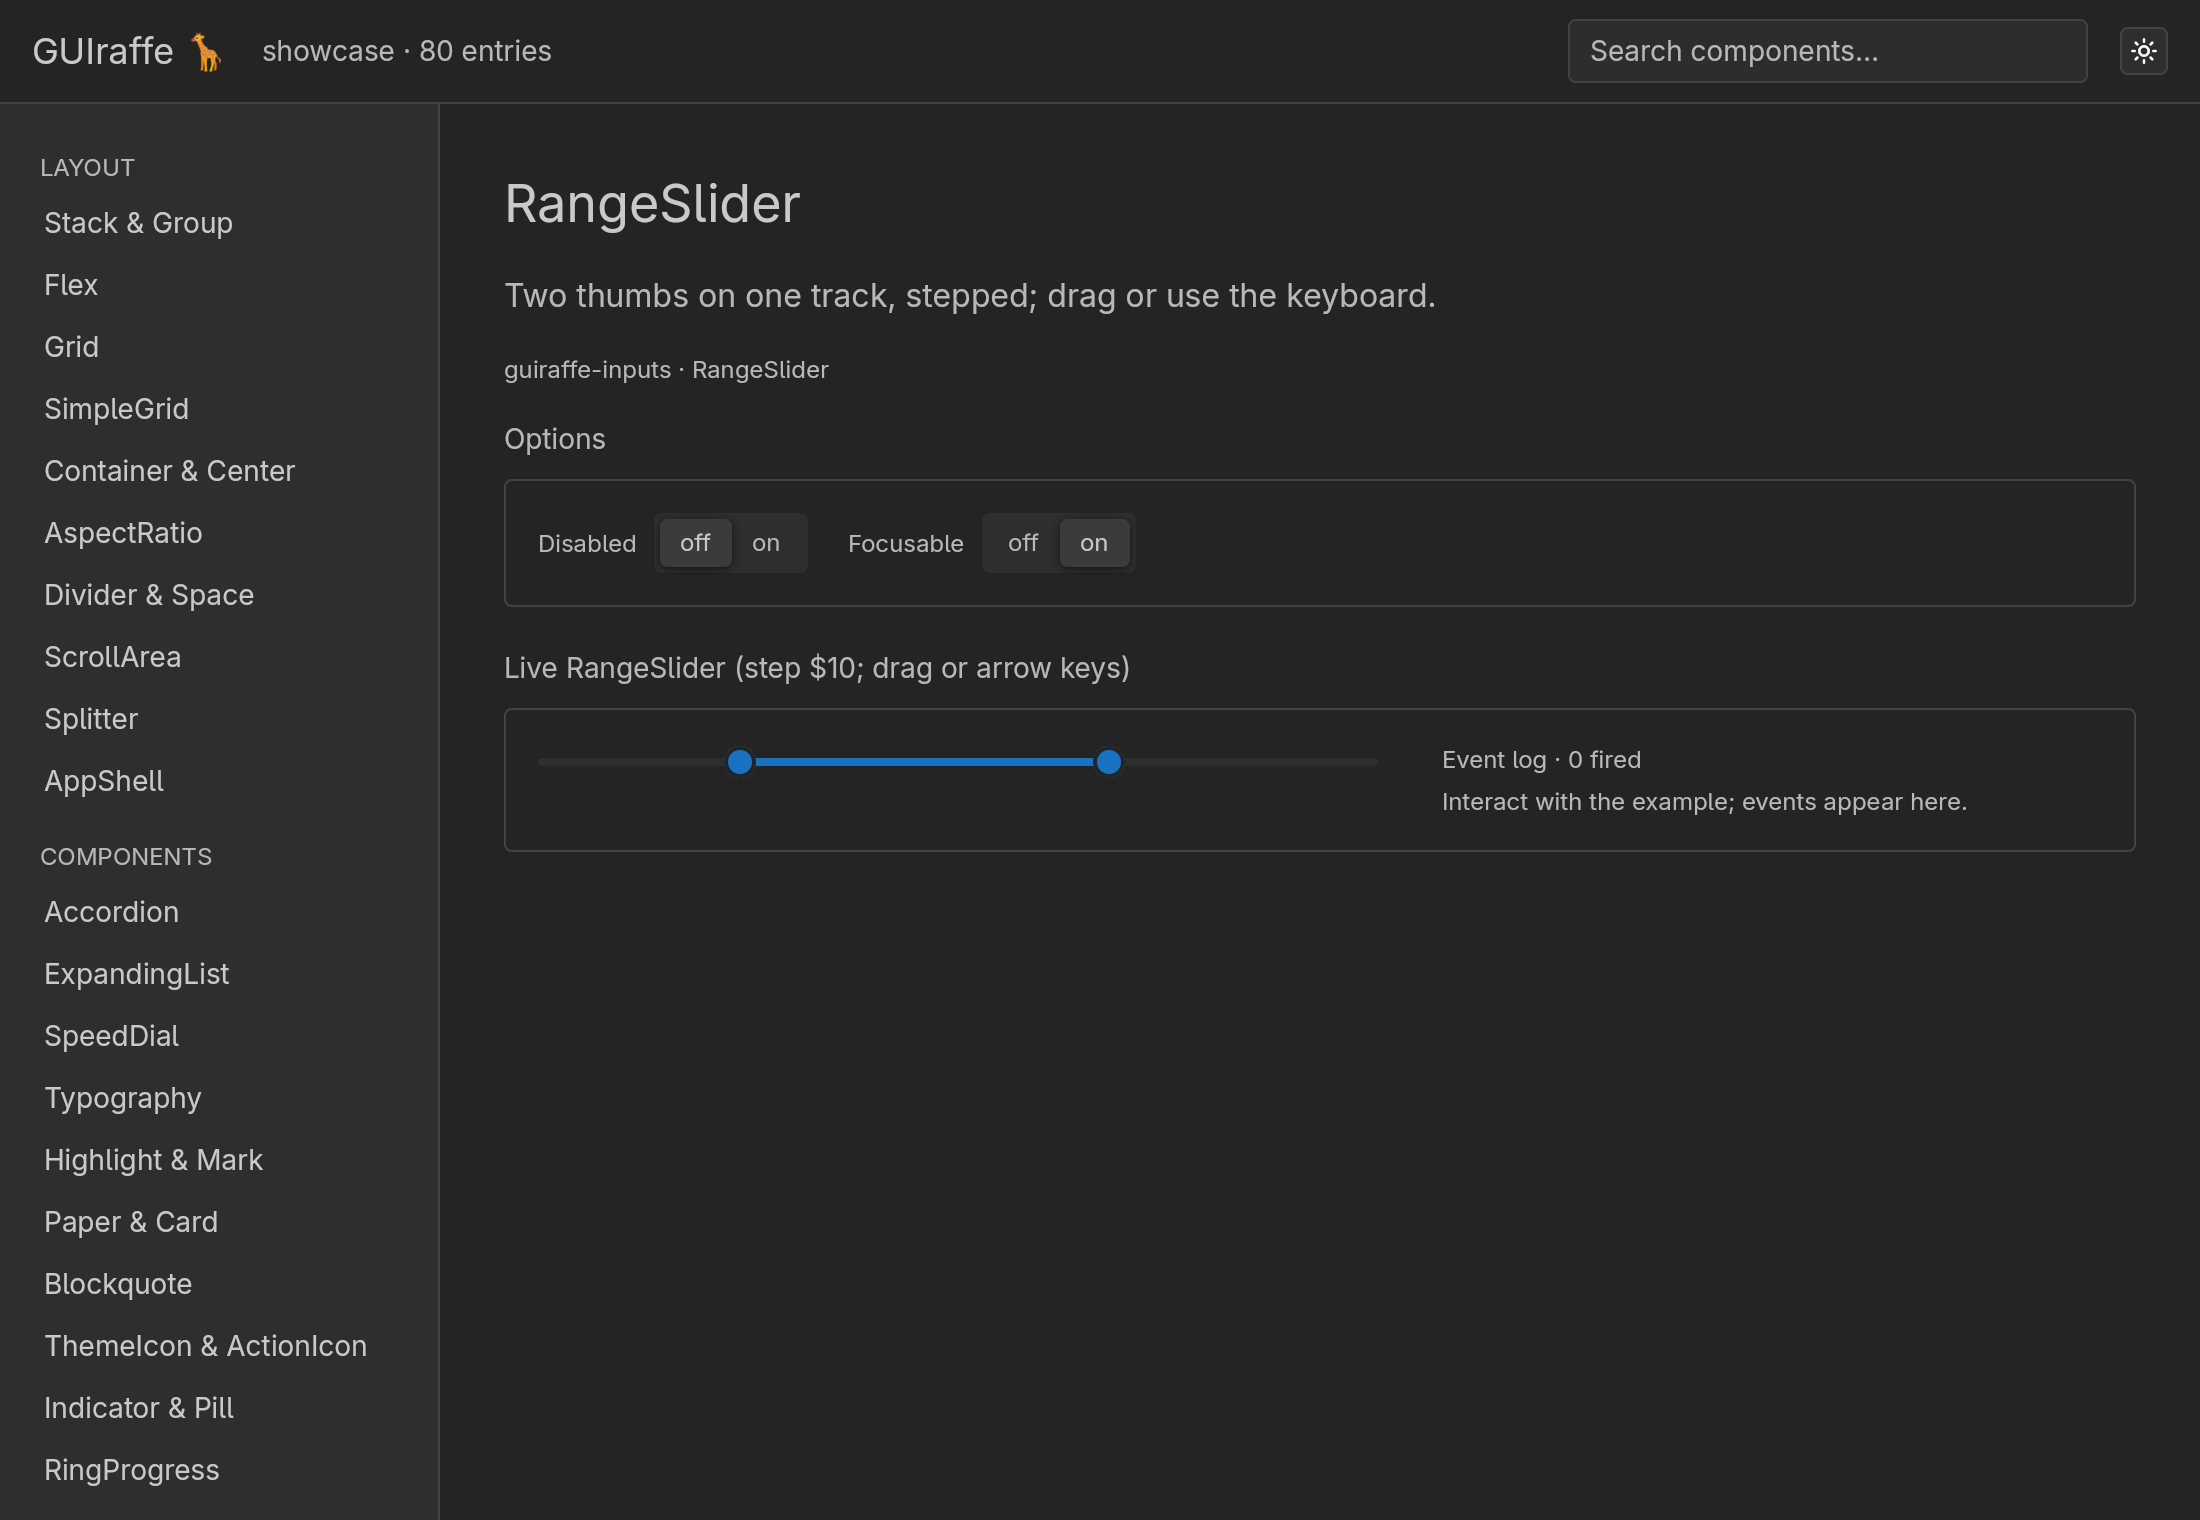 GUIraffe 🦒 showcase · 80 entries Search components...
LAYOUT
Stack & Group
Flex
Grid
SimpleGrid
Container & Center
AspectRatio
Divider & Space
ScrollArea
Splitter
AppShell
COMPONENTS
Accordion
ExpandingList
SpeedDial
Typography
Highlight & Mark
Paper & Card
Blockquote
ThemeIcon & ActionIcon
Indicator & Pill
RingProgress
RangeSlider
Two thumbs on one track, stepped; drag or use the keyboard.
guiraffe-inputs · RangeSlider
Options
Disabled off on Focusable off on
Live RangeSlider (step $10; drag or arrow keys)
Event log · 0 fired
Interact with the example; events appear here.